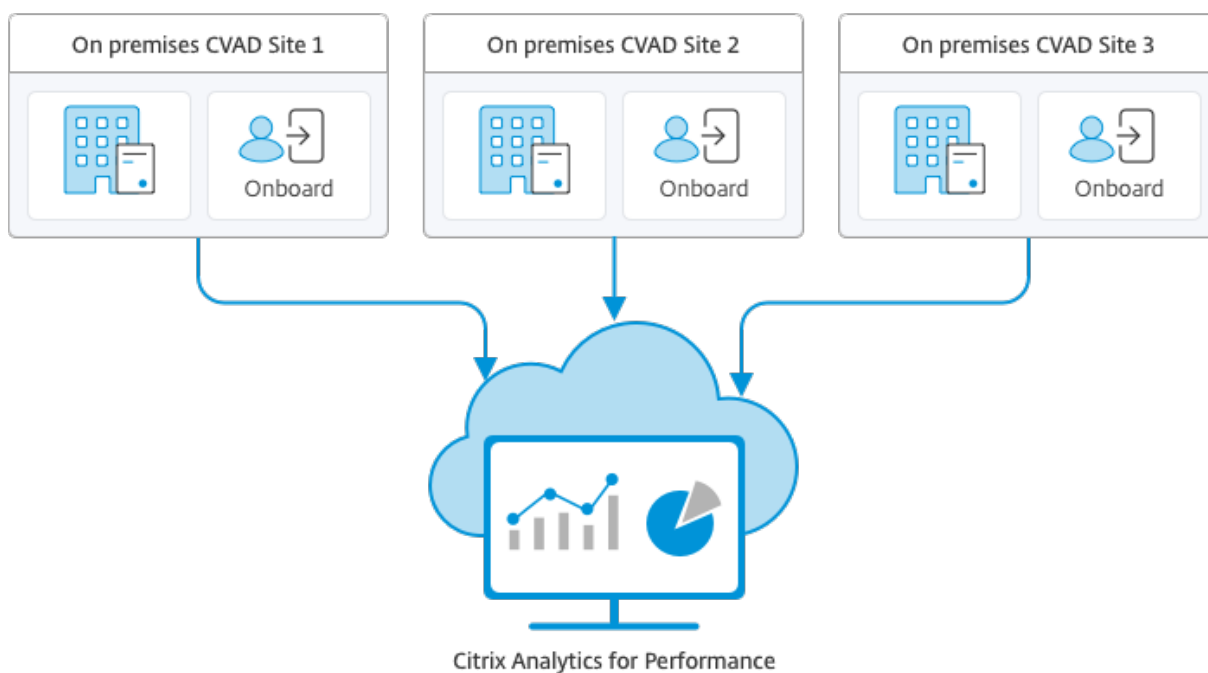 On premises CVAD Site 1
On premises CVAD Site 2
On premises CVAD Site 3
Onboard
Onboard
Onboard
Citrix Analytics for Performance